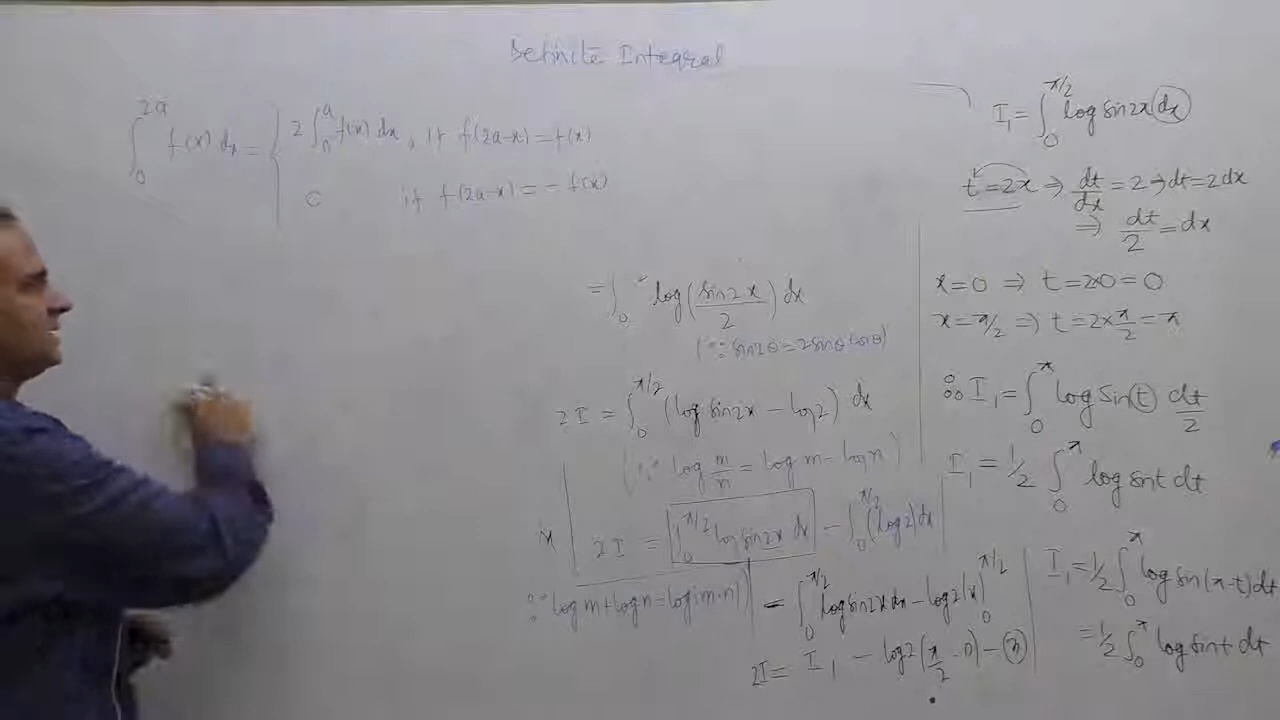 Definite Integral
∫₀^2a f(x) dx = { 2∫₀^a f(x) dx, if f(2a-x) = f(x)
0 if f(2a-x) = - f(x)
= ∫₀ log(sin2x/2) dx
(∵ sin2θ = 2sinθ cosθ)
2I = ∫₀^π/2 (log sin2x - log2) dx
(∵ log m/n = log m - log n)
2I = ∫₀^π/2 log sin2x dx - ∫₀^π/2 (log2) dx
∵ log m + log n = log(m·n)
= ∫₀^π/2 log sin2x dx - log2 (x)₀^π/2
2I = I₁ - log2 (π/2 - 0) -
I₁ = ∫₀^π/2 log sin2x dx
t = 2x ⇒ dt/dx = 2 ⇒ dt = 2dx
⇒ dt/2 = dx
x = 0 ⇒ t = 2×0 = 0
x = π/2 ⇒ t = 2×π/2 = π
∴ I₁ = ∫₀^π log sin t dt/2
I₁ = 1/2 ∫₀^π log sint dt
I₁ = 1/2 ∫₀^π log sin(π-t) dt
= 1/2 ∫₀^π log sint dt